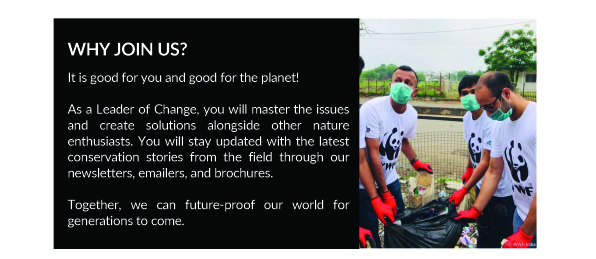 WHY JOIN US?
It is good for you and good for the planet!
As a Leader of Change, you will master the issues
and create solutions alongside other nature
enthusiasts. You will stay updated with the latest
conservation stories from the field through our
newsletters, emailers, and brochures.
Together, we can future-proof our world for
generations to come.
WWF
© WWF-India